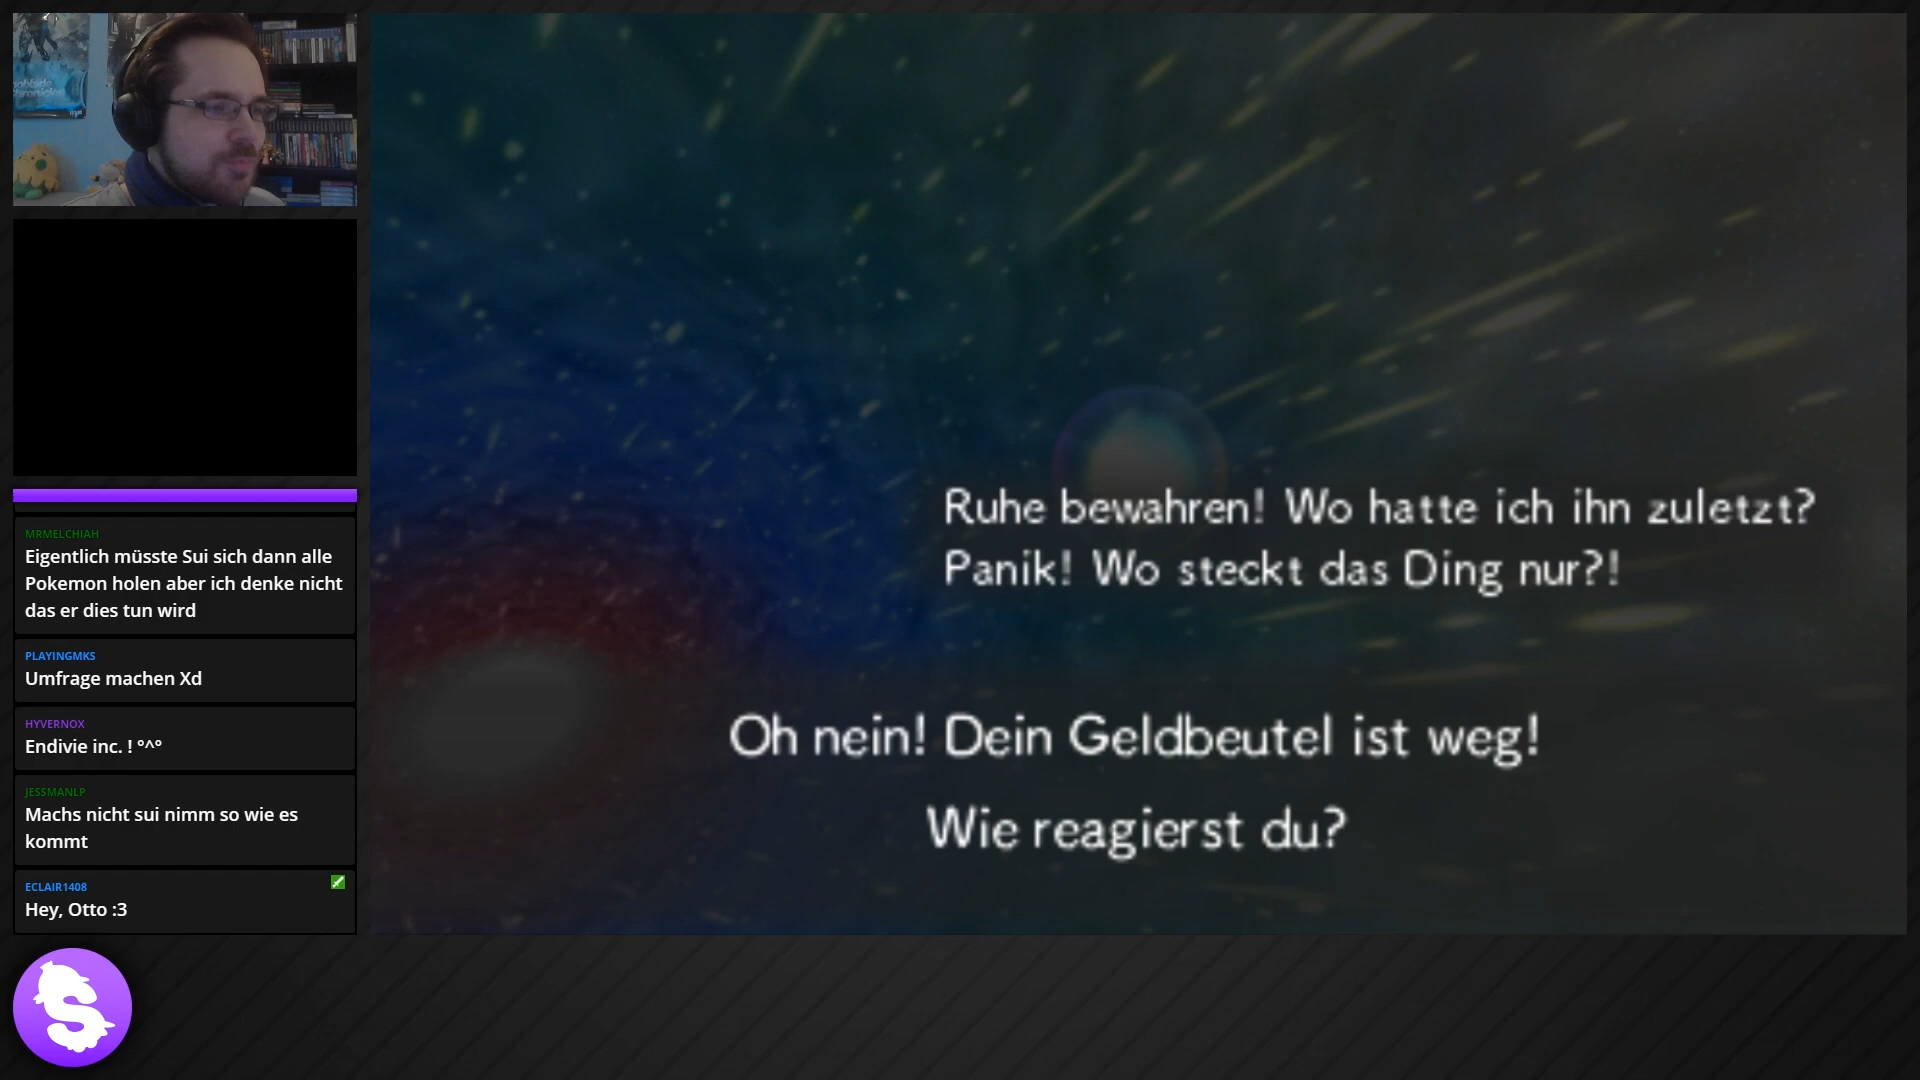 MRMELCHIAH
Eigentlich müsste Sui sich dann alle
Pokemon holen aber ich denke nicht
das er dies tun wird
PLAYINGMKS
Umfrage machen Xd
HYVERNOX
Endivie inc. ! °^°
JESSMANLP
Machs nicht sui nimm so wie es
kommt
ECLAIR1408
Hey, Otto :3
Ruhe bewahren! Wo hatte ich ihn zuletzt?
Panik! Wo steckt das Ding nur?!
Oh nein! Dein Geldbeutel ist weg!
Wie reagierst du?